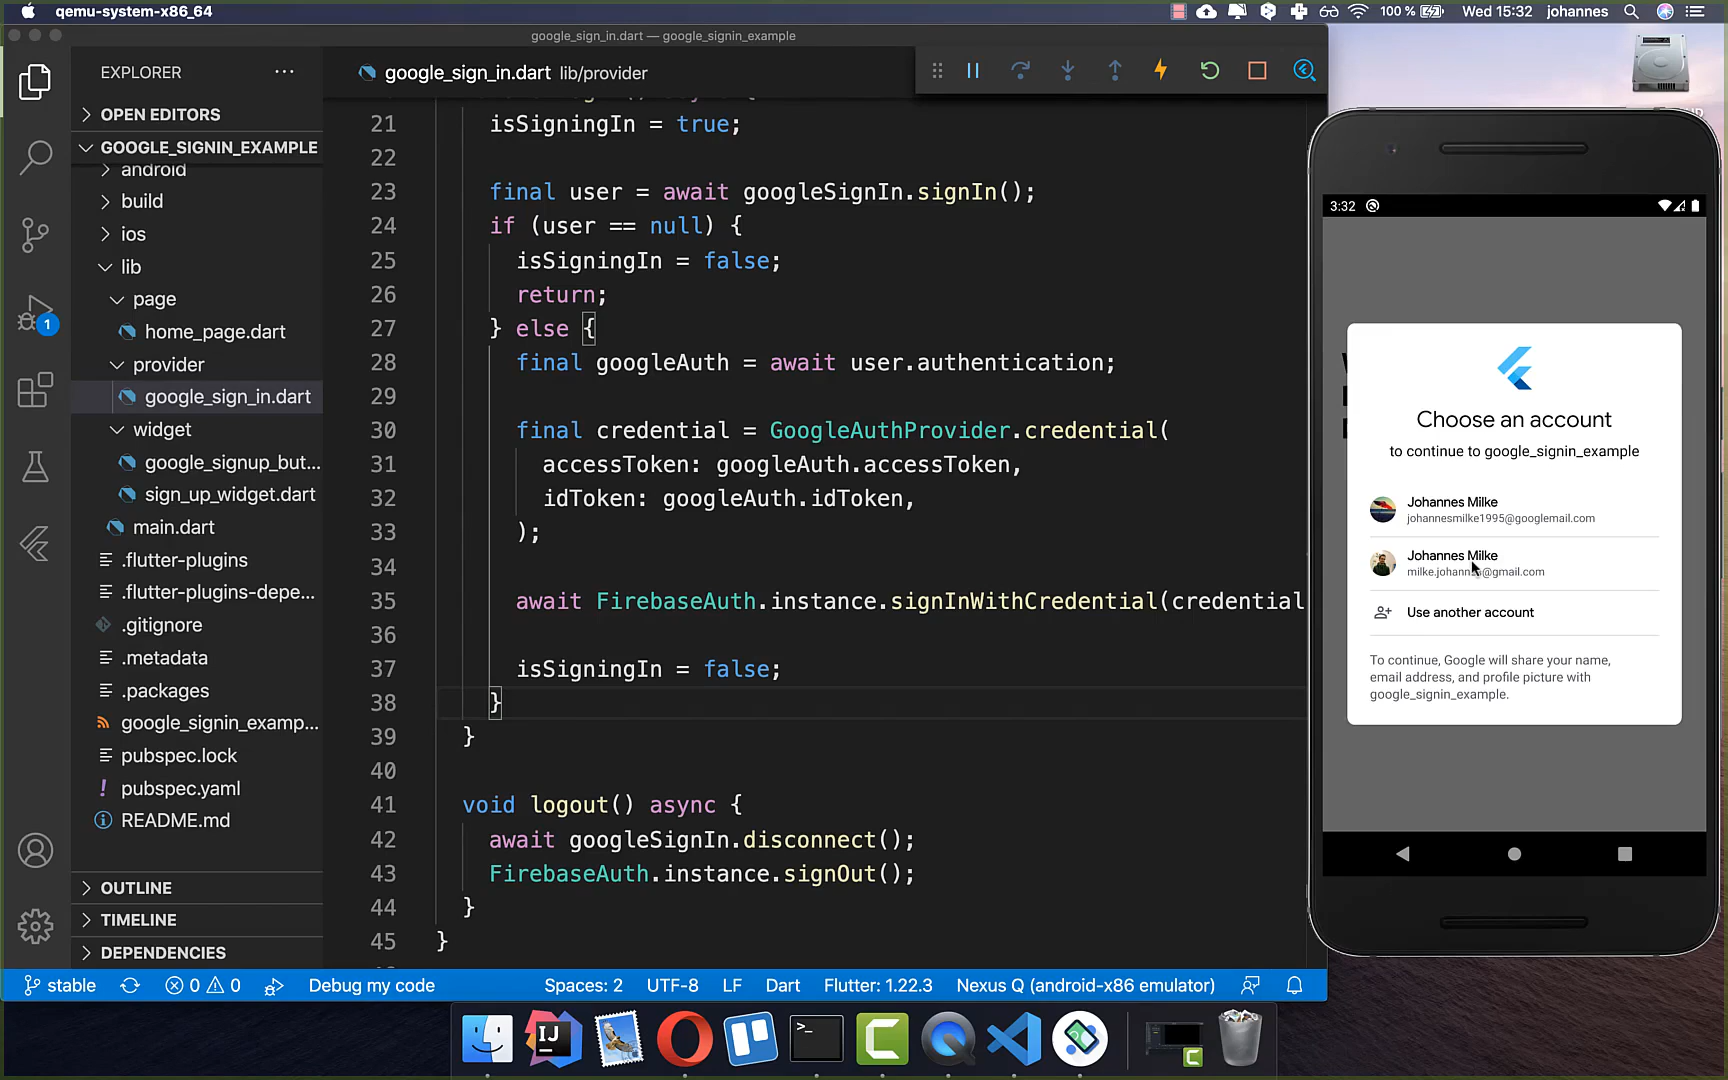 qemu-system-x86_64
100 %
Wed 15:32
johannes
google_sign_in.dart — google_signin_example
EXPLORER
google_sign_in.dart lib/provider
OPEN EDITORS
GOOGLE_SIGNIN_EXAMPLE
android
build
ios
lib
page
home_page.dart
provider
google_sign_in.dart
widget
google_signup_but...
sign_up_widget.dart
main.dart
.flutter-plugins
.flutter-plugins-depe...
.gitignore
.metadata
.packages
google_signin_examp...
pubspec.lock
pubspec.yaml
README.md
OUTLINE
TIMELINE
DEPENDENCIES
1
21 isSigningIn = true;
22
23 final user = await googleSignIn.signIn();
24 if (user == null) {
25 isSigningIn = false;
26 return;
27 } else {
28 final googleAuth = await user.authentication;
29
30 final credential = GoogleAuthProvider.credential(
31 accessToken: googleAuth.accessToken,
32 idToken: googleAuth.idToken,
33 );
34
35 await FirebaseAuth.instance.signInWithCredential(credential
36
37 isSigningIn = false;
38 }
39 }
40
41 void logout() async {
42 await googleSignIn.disconnect();
43 FirebaseAuth.instance.signOut();
44 }
45 }
3:32
Choose an account
to continue to google_signin_example
Johannes Milke
johannesmilke1995@googlemail.com
Johannes Milke
Use another account
To continue, Google will share your name,
email address, and profile picture with
google_signin_example.
stable
0
0
Debug my code
Spaces: 2
UTF-8
LF
Dart
Flutter: 1.22.3
Nexus Q (android-x86 emulator)
IJ